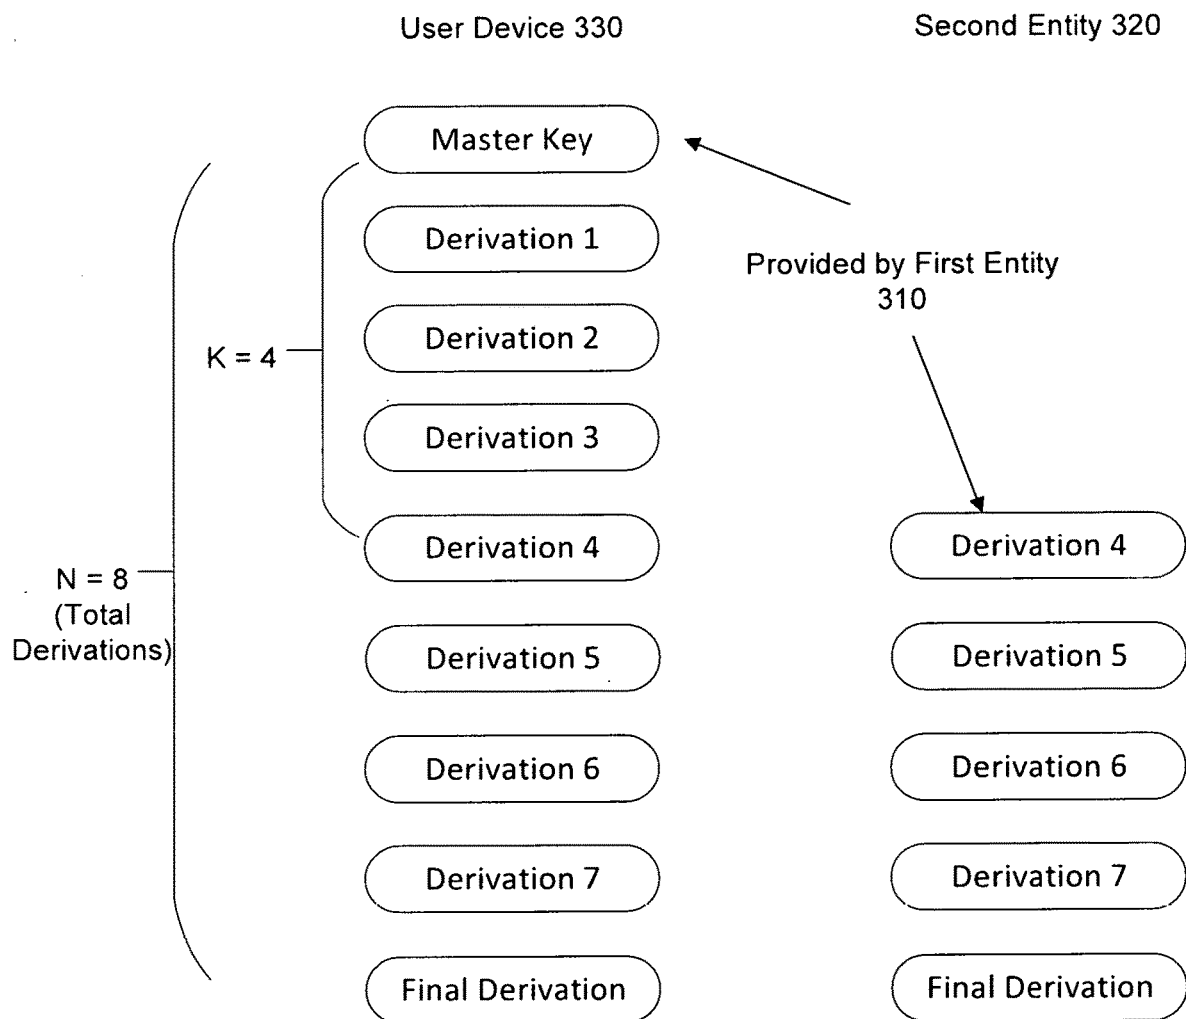 User Device 330
Second Entity 320
Master Key
Derivation 1
Provided by First Entity
310
Derivation 2
K = 4
Derivation 3
Derivation 4
Derivation 4
N = 8
(Total
Derivations)
Derivation 5
Derivation 5
Derivation 6
Derivation 6
Derivation 7
Derivation 7
Final Derivation
Final Derivation